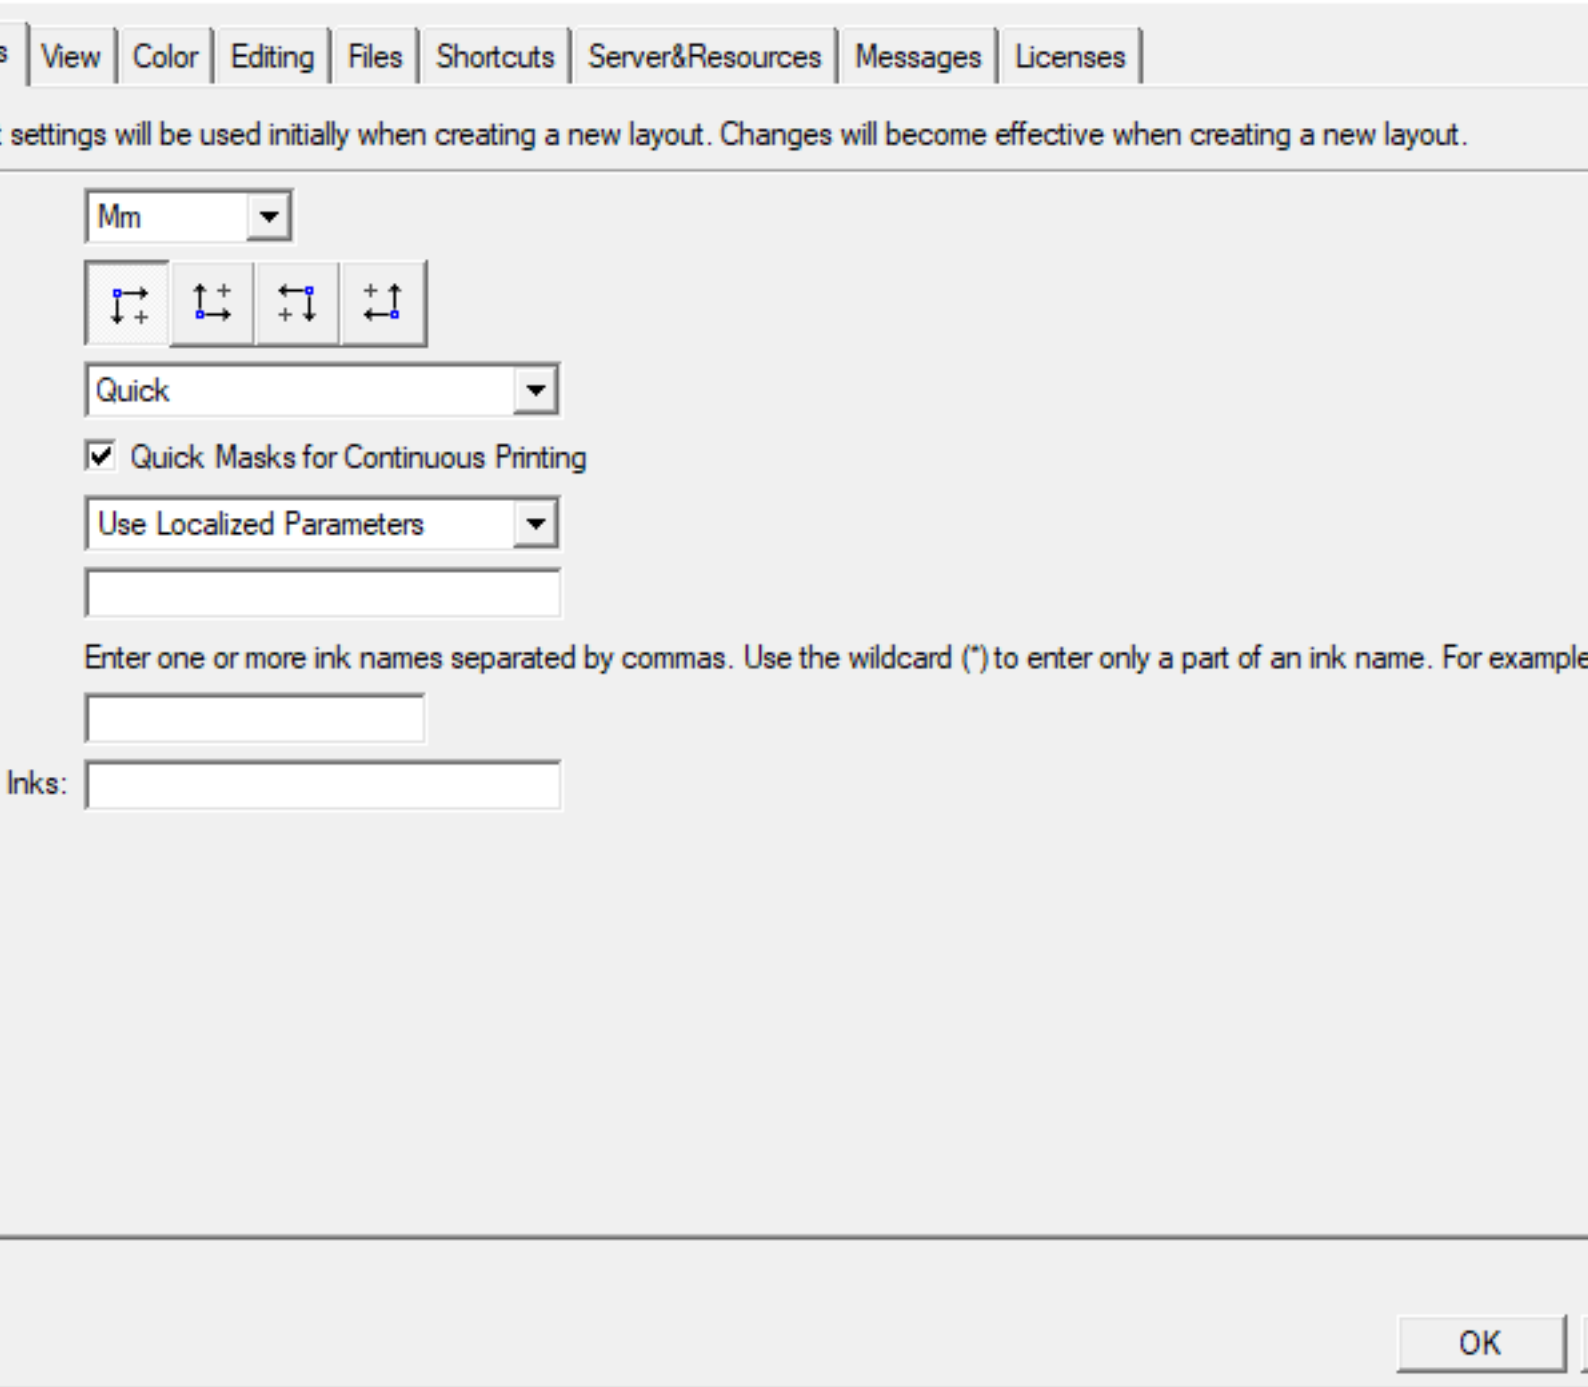 View Color Editing Files Shortcuts Server&Resources Messages Licenses
settings will be used initially when creating a new layout. Changes will become effective when creating a new layout.
Mm
Quick
Quick Masks for Continuous Printing
Use Localized Parameters
Enter one or more ink names separated by commas. Use the wildcard (*) to enter only a part of an ink name. For example
Inks:
OK